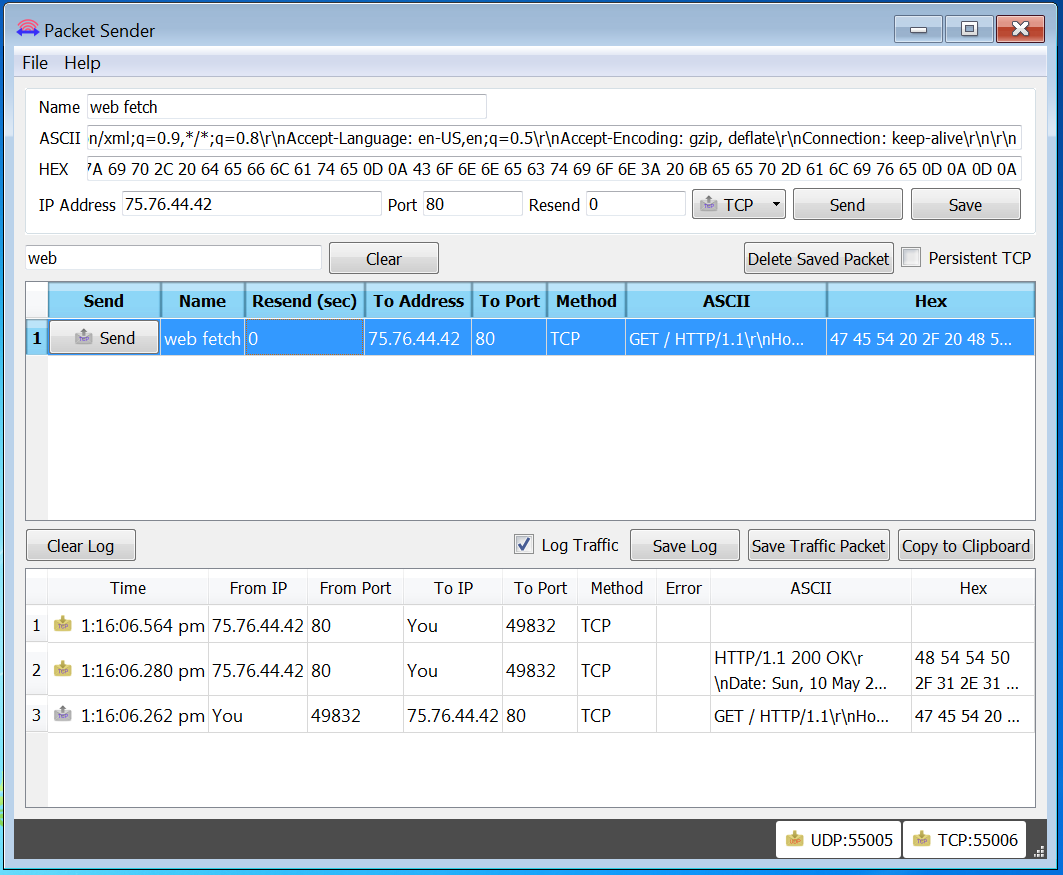 Packet Sender
File Help
Name web fetch
ASCII n/xml;q=0.9,*/*;q=0.8\r\nAccept-Language: en-US,en;q=0.5\r\nAccept-Encoding: gzip, deflate\r\nConnection: keep-alive\r\n\r\n
HEX 7A 69 70 2C 20 64 65 66 6C 61 74 65 0D 0A 43 6F 6E 6E 65 63 74 69 6F 6E 3A 20 6B 65 65 70 2D 61 6C 69 76 65 0D 0A 0D 0A
IP Address 75.76.44.42 Port 80 Resend 0 TCP Send Save
web Clear Delete Saved Packet Persistent TCP
Send Name Resend (sec) To Address To Port Method ASCII Hex
1 Send web fetch 0 75.76.44.42 80 TCP GET / HTTP/1.1\r\nHo... 47 45 54 20 2F 20 48 5...
Clear Log Log Traffic Save Log Save Traffic Packet Copy to Clipboard
Time From IP From Port To IP To Port Method Error ASCII Hex
1 TCP 1:16:06.564 pm 75.76.44.42 80 You 49832 TCP
2 TCP 1:16:06.280 pm 75.76.44.42 80 You 49832 TCP HTTP/1.1 200 OK\r 48 54 54 50
\nDate: Sun, 10 May 2... 2F 31 2E 31 ...
3 TCP 1:16:06.262 pm You 49832 75.76.44.42 80 TCP GET / HTTP/1.1\r\nHo... 47 45 54 20 ...
UDP:55005 TCP:55006